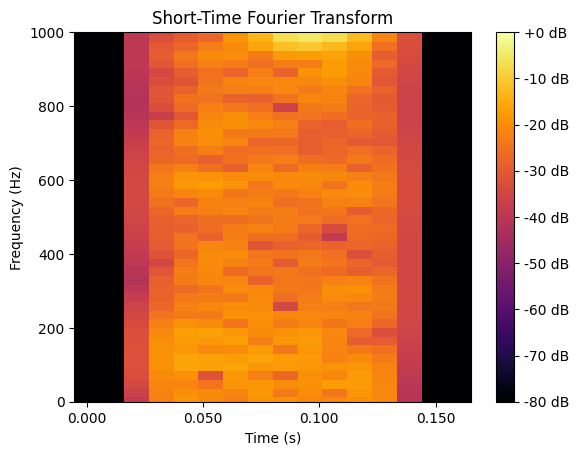 Short-Time Fourier Transform
Frequency (Hz)
1000
800
600
400
200
0
0.000
0.050
0.100
0.150
Time (s)
+0 dB
-10 dB
-20 dB
-30 dB
-40 dB
-50 dB
-60 dB
-70 dB
-80 dB